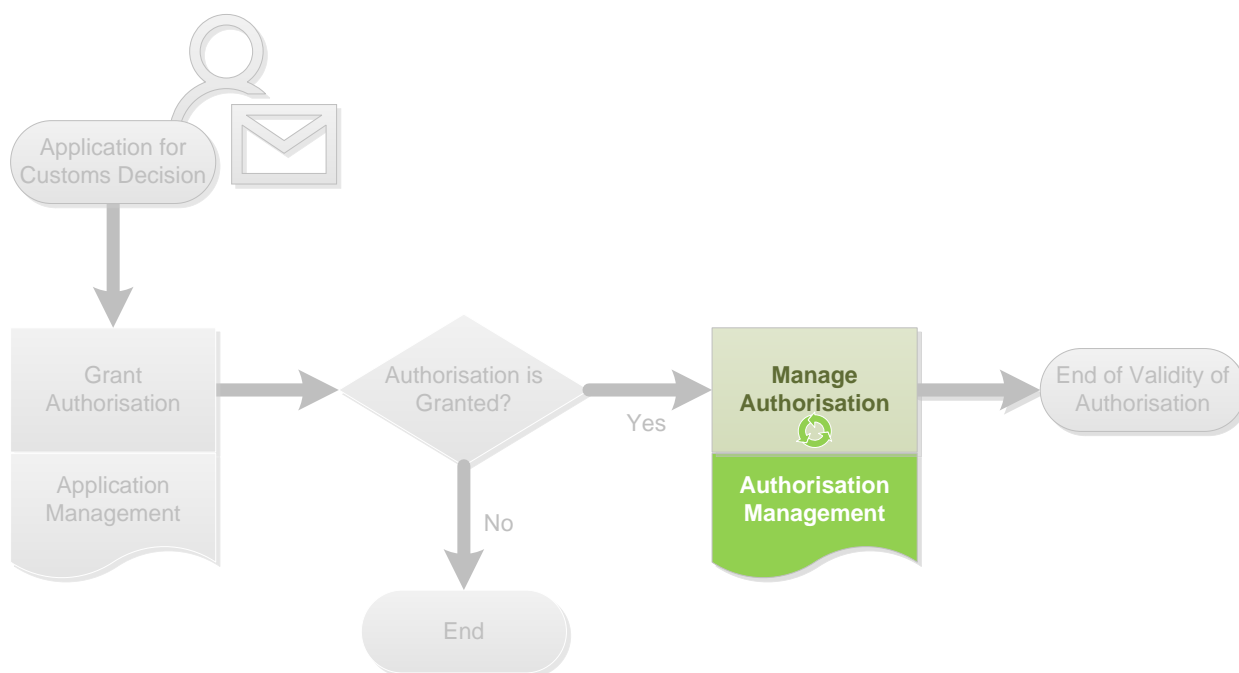 Application for
Customs Decision
Grant
Authorisation
Application
Management
Authorisation is
Granted?
Yes
No
End
Manage
Authorisation
Authorisation
Management
End of Validity of
Authorisation